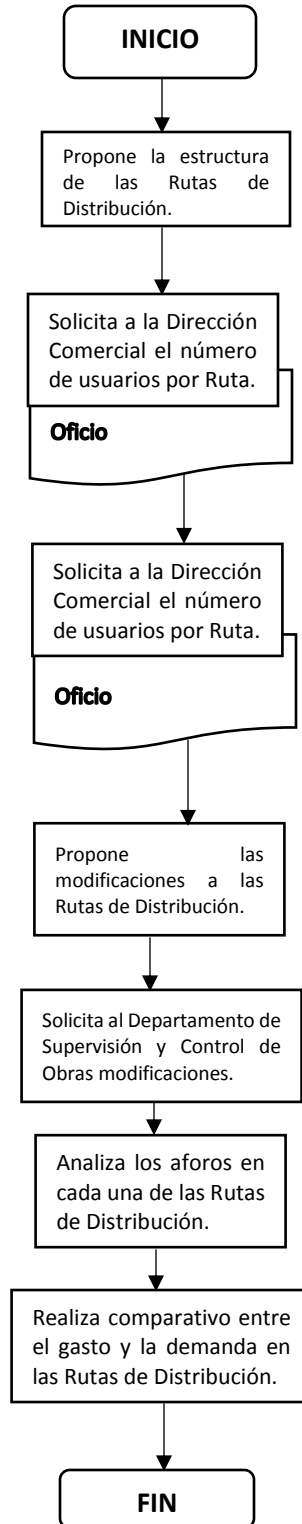 INICIO
Propone la estructura
de las Rutas de
Distribución.
Solicita a la Dirección
Comercial el número
de usuarios por Ruta.
Oficio
Solicita a la Dirección
Comercial el número
de usuarios por Ruta.
Oficio
Propone las
modificaciones a las
Rutas de Distribución.
Solicita al Departamento de
Supervisión y Control de
Obras modificaciones.
Analiza los aforos en
cada una de las Rutas
de Distribución.
Realiza comparativo entre
el gasto y la demanda en
las Rutas de Distribución.
FIN